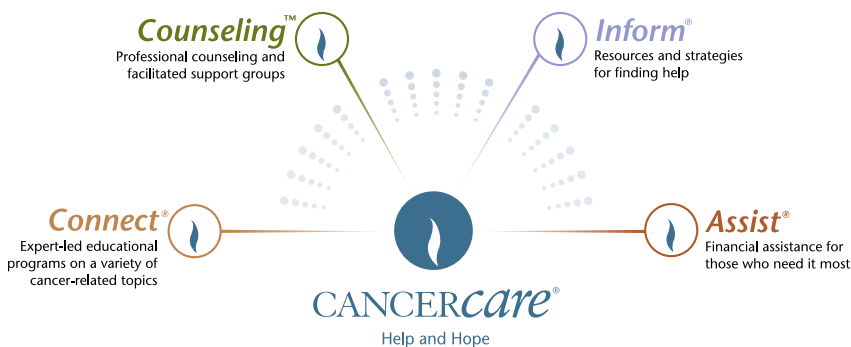 Counseling™
Professional counseling and
facilitated support groups
Inform®
Resources and strategies
for finding help
Connect®
Expert-led educational
programs on a variety of
cancer-related topics
Assist®
Financial assistance for
those who need it most
CANCERcare®
Help and Hope